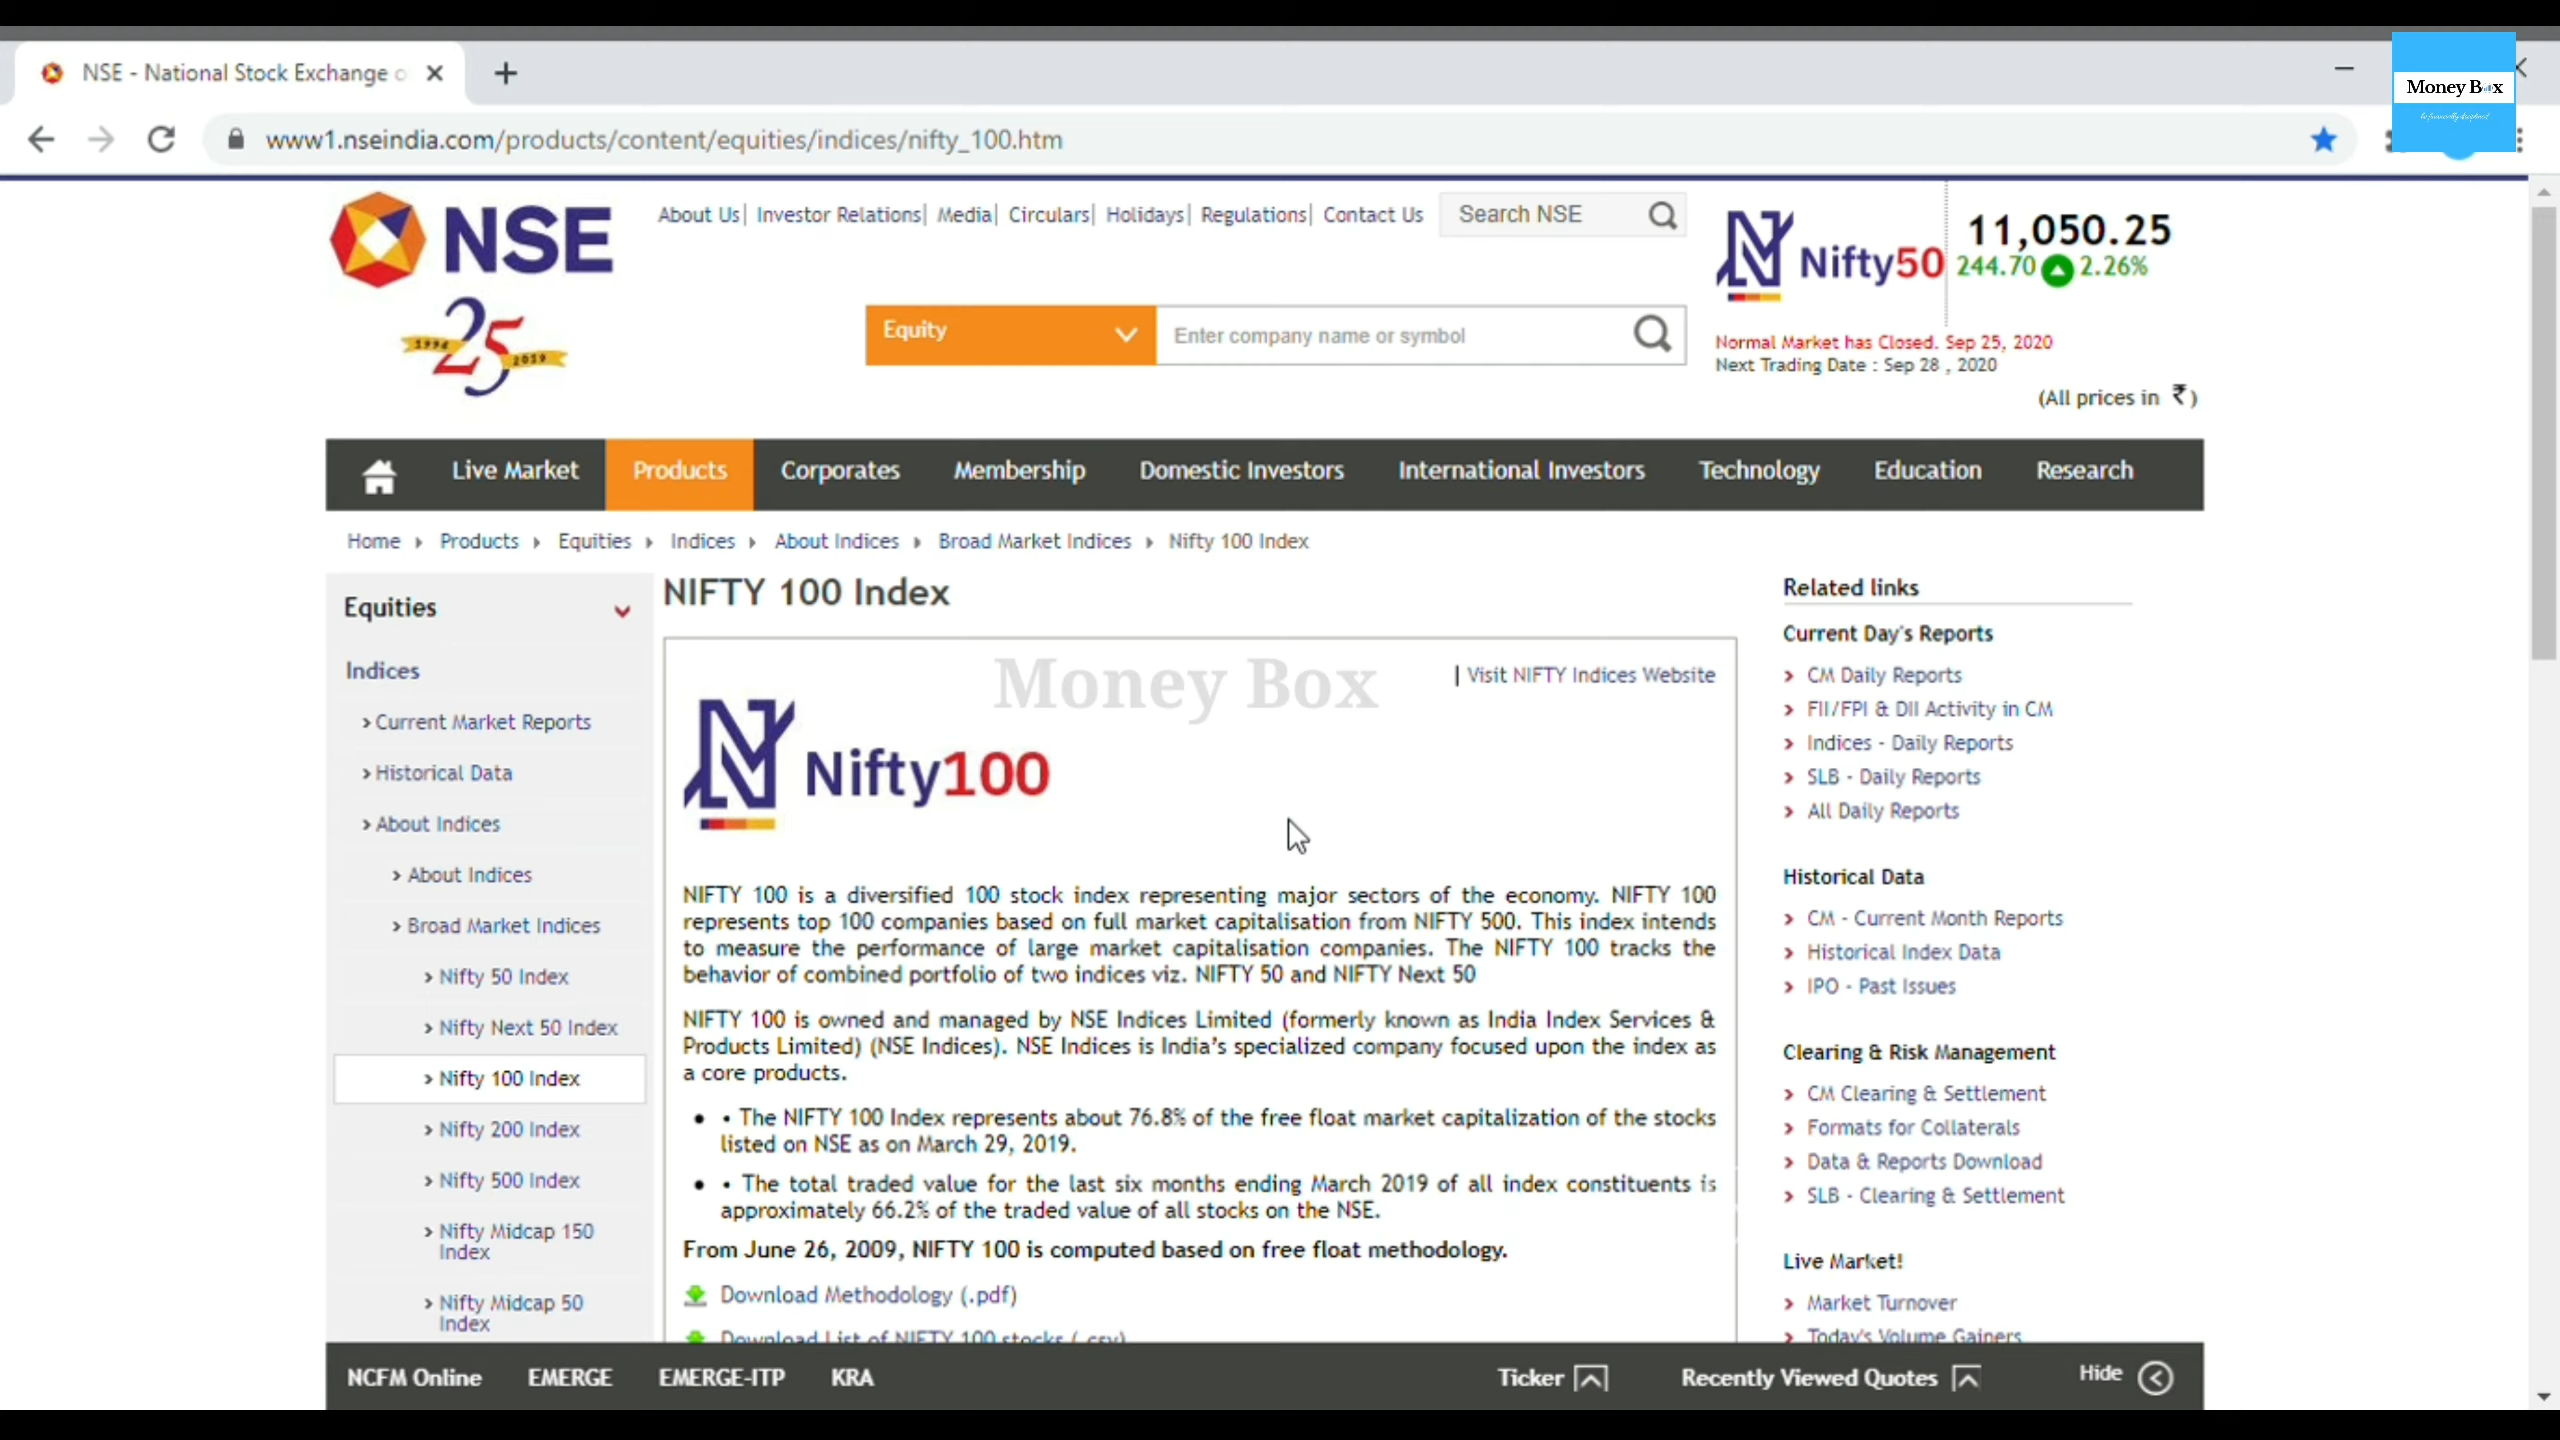 NSE - National Stock Exchange o
Money Box
www1.nseindia.com/products/content/equities/indices/nifty_100.htm
NSE
1994 25 2019
About Us| Investor Relations| Media| Circulars| Holidays| Regulations| Contact Us
Search NSE
Equity
Enter company name or symbol
Nifty50
11,050.25
244.70 2.26%
Normal Market has Closed. Sep 25, 2020
Next Trading Date : Sep 28 , 2020
(All prices in ₹)
Live Market Products Corporates Membership Domestic Investors International Investors Technology Education Research
Home Products Equities Indices About Indices Broad Market Indices Nifty 100 Index
Equities
Indices
Current Market Reports
Historical Data
About Indices
About Indices
Broad Market Indices
Nifty 50 Index
Nifty Next 50 Index
Nifty 100 Index
Nifty 200 Index
Nifty 500 Index
Nifty Midcap 150
Index
Nifty Midcap 50
Index
NIFTY 100 Index
Money Box
| Visit NIFTY Indices Website
Nifty100
NIFTY 100 is a diversified 100 stock index representing major sectors of the economy. NIFTY 100
represents top 100 companies based on full market capitalisation from NIFTY 500. This index intends
to measure the performance of large market capitalisation companies. The NIFTY 100 tracks the
behavior of combined portfolio of two indices viz. NIFTY 50 and NIFTY Next 50
NIFTY 100 is owned and managed by NSE Indices Limited (formerly known as India Index Services &
Products Limited) (NSE Indices). NSE Indices is India's specialized company focused upon the index as
a core products.
• • The NIFTY 100 Index represents about 76.8% of the free float market capitalization of the stocks
listed on NSE as on March 29, 2019.
• • The total traded value for the last six months ending March 2019 of all index constituents is
approximately 66.2% of the traded value of all stocks on the NSE.
From June 26, 2009, NIFTY 100 is computed based on free float methodology.
Download Methodology (.pdf)
Download List of NIFTY 100 stocks (.csv)
Related links
Current Day's Reports
CM Daily Reports
FII/FPI & DII Activity in CM
Indices - Daily Reports
SLB - Daily Reports
All Daily Reports
Historical Data
CM - Current Month Reports
Historical Index Data
IPO - Past Issues
Clearing & Risk Management
CM Clearing & Settlement
Formats for Collaterals
Data & Reports Download
SLB - Clearing & Settlement
Live Market!
Market Turnover
Today's Volume Gainers
NCFM Online EMERGE EMERGE-ITP KRA Ticker Recently Viewed Quotes Hide